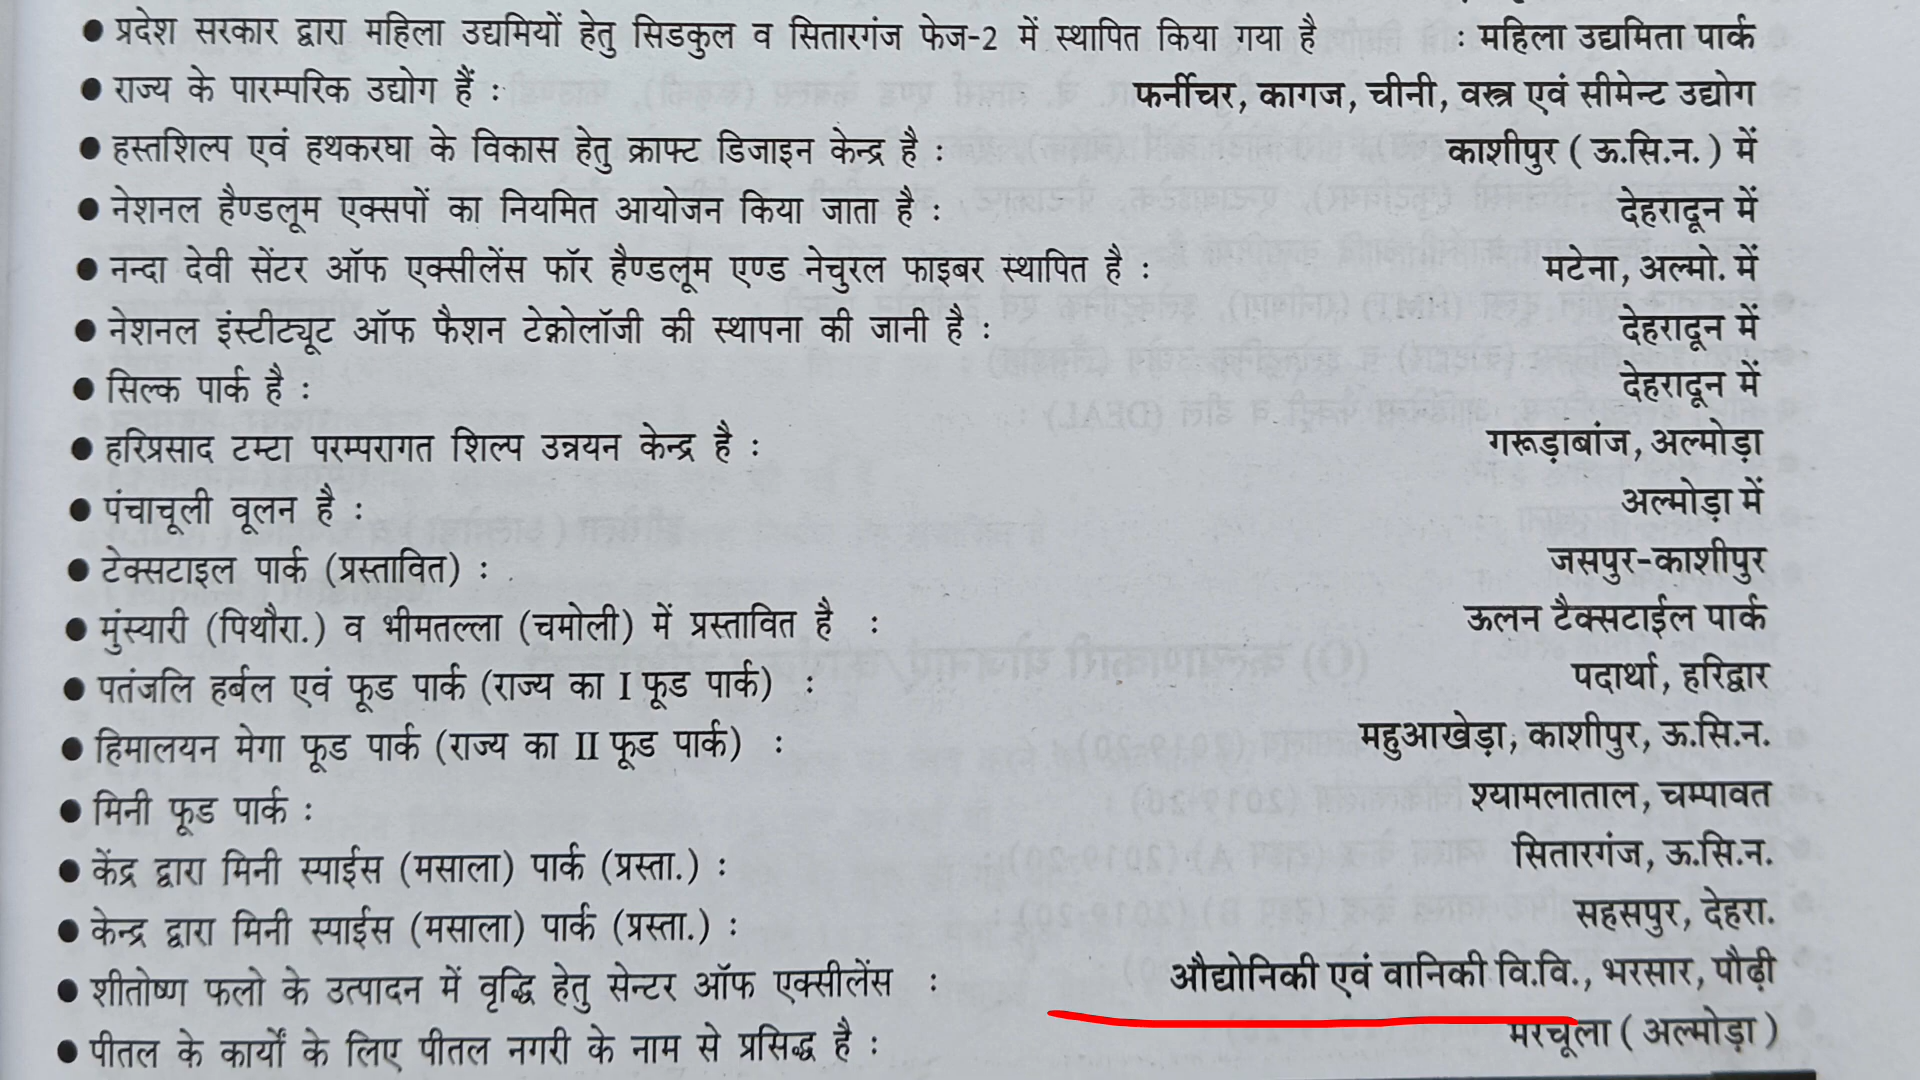 ● प्रदेश सरकार द्वारा महिला उद्यमियों हेतु सिडकुल व सितारगंज फेज-2 में स्थापित किया गया है : महिला उद्यमिता पार्क
● राज्य के पारम्परिक उद्योग हैं : फर्नीचर, कागज, चीनी, वस्त्र एवं सीमेन्ट उद्योग
● हस्तशिल्प एवं हथकरघा के विकास हेतु क्राफ्ट डिजाइन केन्द्र है : काशीपुर ( ऊ.सि.न. ) में
● नेशनल हैण्डलूम एक्सपों का नियमित आयोजन किया जाता है : देहरादून में
● नन्दा देवी सेंटर ऑफ एक्सीलेंस फॉर हैण्डलूम एण्ड नेचुरल फाइबर स्थापित है : मटेना, अल्मो. में
● नेशनल इंस्टीट्यूट ऑफ फैशन टेक्नोलॉजी की स्थापना की जानी है : देहरादून में
● सिल्क पार्क है : देहरादून में
● हरिप्रसाद टम्टा परम्परागत शिल्प उन्नयन केन्द्र है : गरूड़ाबांज, अल्मोड़ा
● पंचाचूली वूलन है : अल्मोड़ा में
● टेक्सटाइल पार्क (प्रस्तावित) : जसपुर-काशीपुर
● मुंस्यारी (पिथौरा.) व भीमतल्ला (चमोली) में प्रस्तावित है : ऊलन टैक्सटाईल पार्क
● पतंजलि हर्बल एवं फूड पार्क (राज्य का I फूड पार्क) : पदार्था, हरिद्वार
● हिमालयन मेगा फूड पार्क (राज्य का II फूड पार्क) : महुआखेड़ा, काशीपुर, ऊ.सि.न.
● मिनी फूड पार्क : श्यामलाताल, चम्पावत
● केंद्र द्वारा मिनी स्पाईस (मसाला) पार्क (प्रस्ता.) : सितारगंज, ऊ.सि.न.
● केन्द्र द्वारा मिनी स्पाईस (मसाला) पार्क (प्रस्ता.) : सहसपुर, देहरा.
● शीतोष्ण फलो के उत्पादन में वृद्धि हेतु सेन्टर ऑफ एक्सीलेंस : औद्योनिकी एवं वानिकी वि.वि., भरसार, पौढ़ी
● पीतल के कार्यों के लिए पीतल नगरी के नाम से प्रसिद्ध है : मरचूला ( अल्मोड़ा )